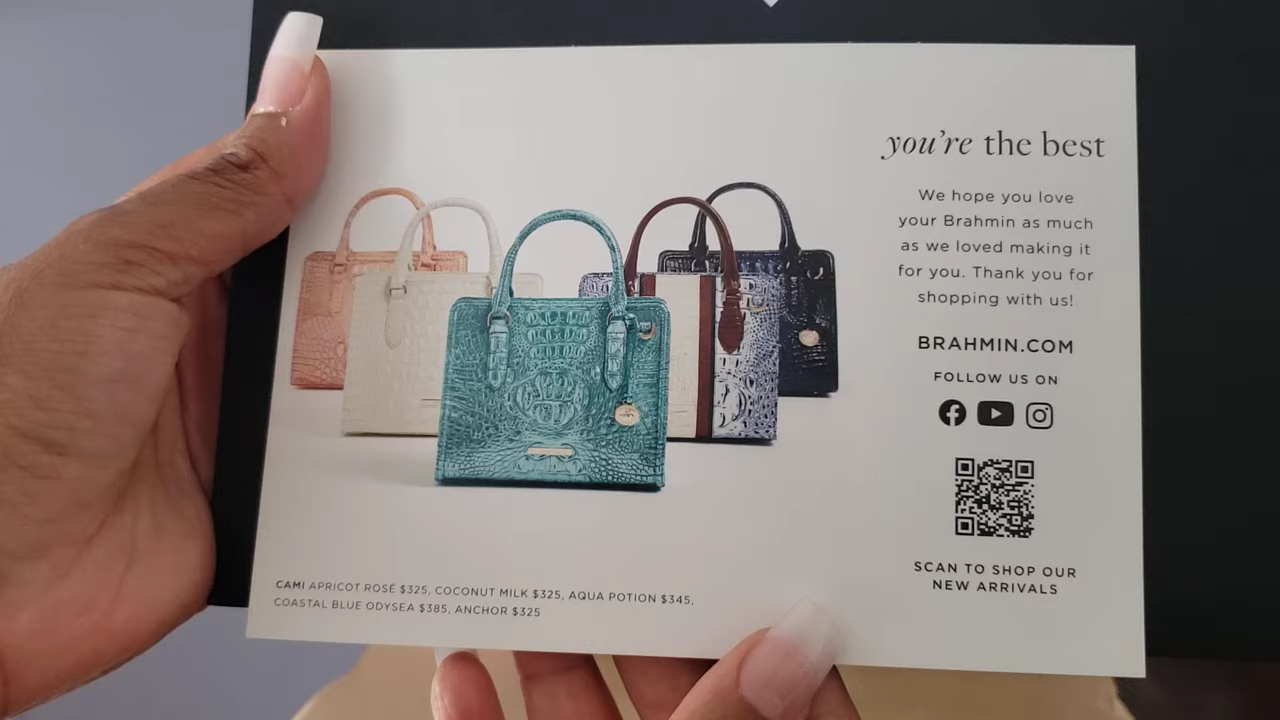 you're the best
We hope you love
your Brahmin as much
as we loved making it
for you. Thank you for
shopping with us!
BRAHMIN.COM
FOLLOW US ON
SCAN TO SHOP OUR
NEW ARRIVALS
CAMI APRICOT ROSÉ $325, COCONUT MILK $325, AQUA POTION $345,
COASTAL BLUE ODYSEA $385, ANCHOR $325